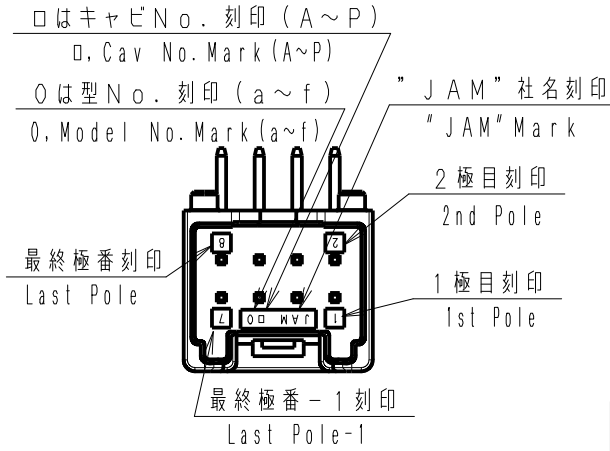 □はキャビNo. 刻印(A~P)
□, Cav No.Mark(A~P)
Oは型No. 刻印(a~f)
O, Model No.Mark(a~f)
"JAM"社名刻印
"JAM"Mark
2極目刻印
2nd Pole
8
2
最終極番刻印
Last Pole
1極目刻印
1st Pole
7
JAM □O
1
最終極番-1刻印
Last Pole-1